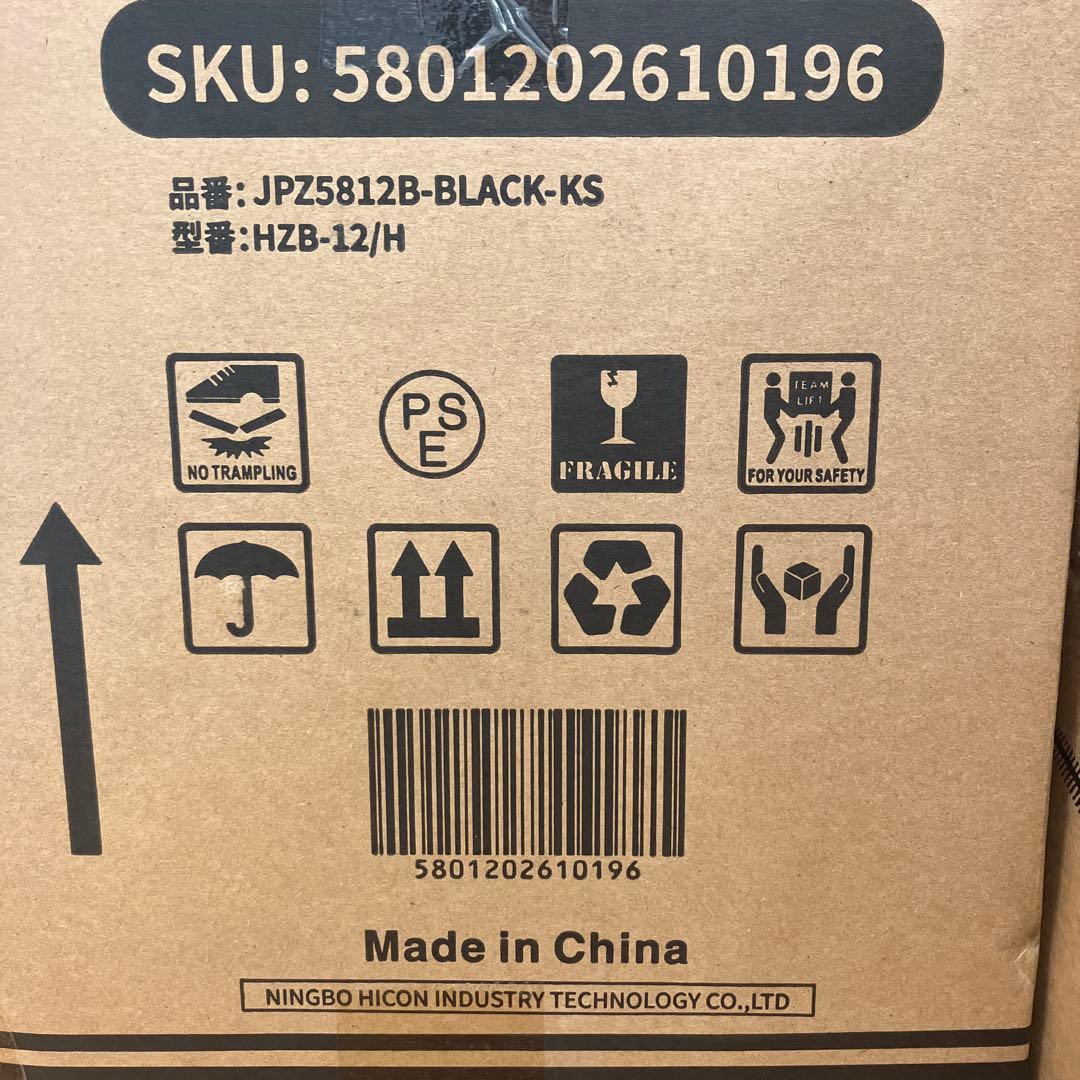 SKU: 5801202610196
品番: JPZ5812B-BLACK-KS
型番: HZB-12/H
NO TRAMPLING
PSE
FRAGILE
TEAM
LIFT
FOR YOUR SAFETY
5801202610196
Made in China
NINGBO HICON INDUSTRY TECHNOLOGY CO.,LTD